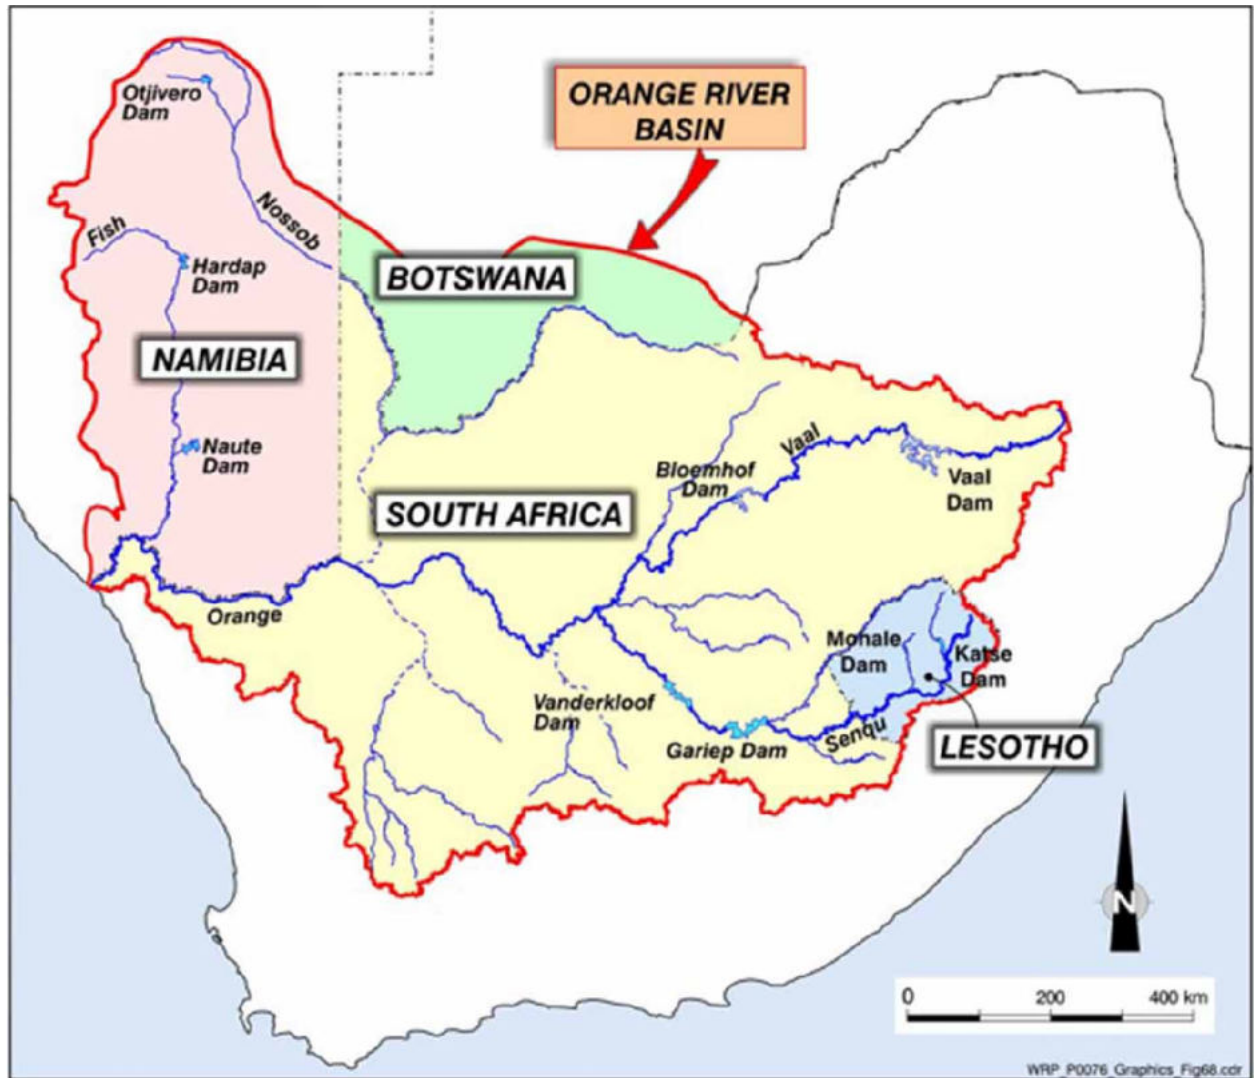 Otjivero
Dam
ORANGE RIVER
BASIN
Nossob
Fish
Hardap
Dam
BOTSWANA
NAMIBIA
Naute
Dam
Vaal
Bloemhof
Dam
Vaal
Dam
SOUTH AFRICA
Orange
Monale
Dam
Katse
Dam
Vanderkloof
Dam
Gariep Dam
Senqu
LESOTHO
N
0 200 400 km
WRP_P0076_Graphics_Fig68.cdr